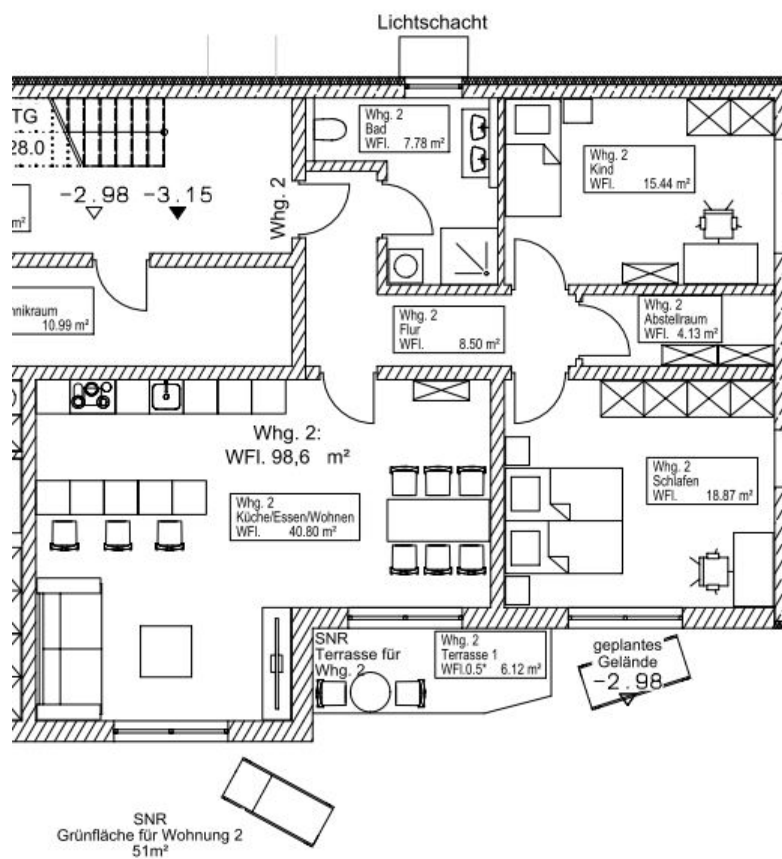 Lichtschacht
TG
28.0
-2.98 -3.15
m²
Whg. 2
Whg. 2
Bad
WFl. 7.78 m²
Whg. 2
Kind
WFl. 15.44 m²
nnikraum
10.99 m²
Whg. 2
Flur
WFl. 8.50 m²
Whg. 2
Abstellraum
WFl. 4.13 m²
Whg. 2:
WFl. 98,6 m²
Whg. 2
Küche/Essen/Wohnen
WFl. 40.80 m²
Whg. 2
Schlafen
WFl. 18.87 m²
SNR
Terrasse für
Whg. 2
Whg. 2
Terrasse 1
WFl.0.5* 6.12 m²
geplantes
Gelände
-2.98
SNR
Grünfläche für Wohnung 2
51m²